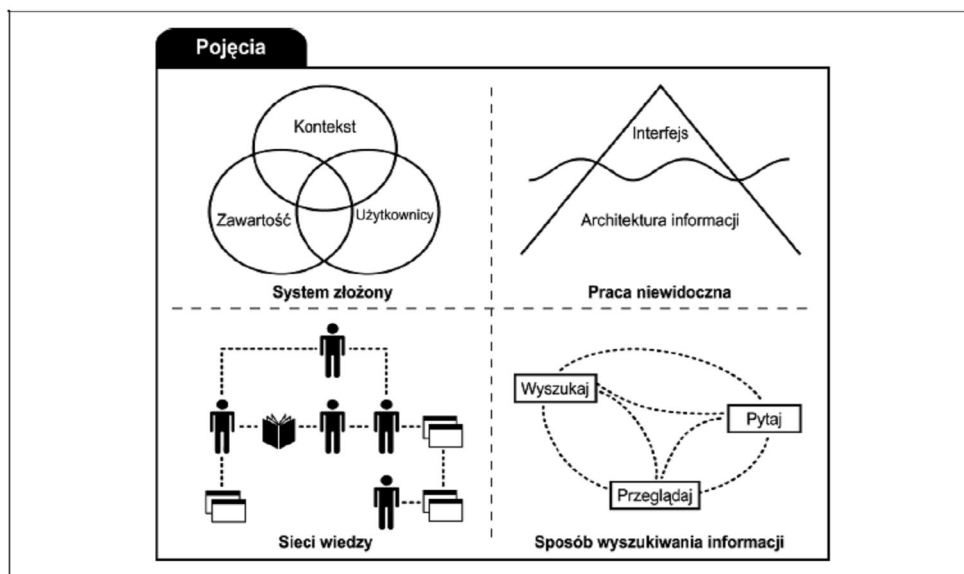 Pojęcia
Kontekst
Zawartość
Użytkownicy
System złożony
Interfejs
Architektura informacji
Praca niewidoczna
Sieci wiedzy
Wyszukaj
Pytaj
Przeglądaj
Sposób wyszukiwania informacji